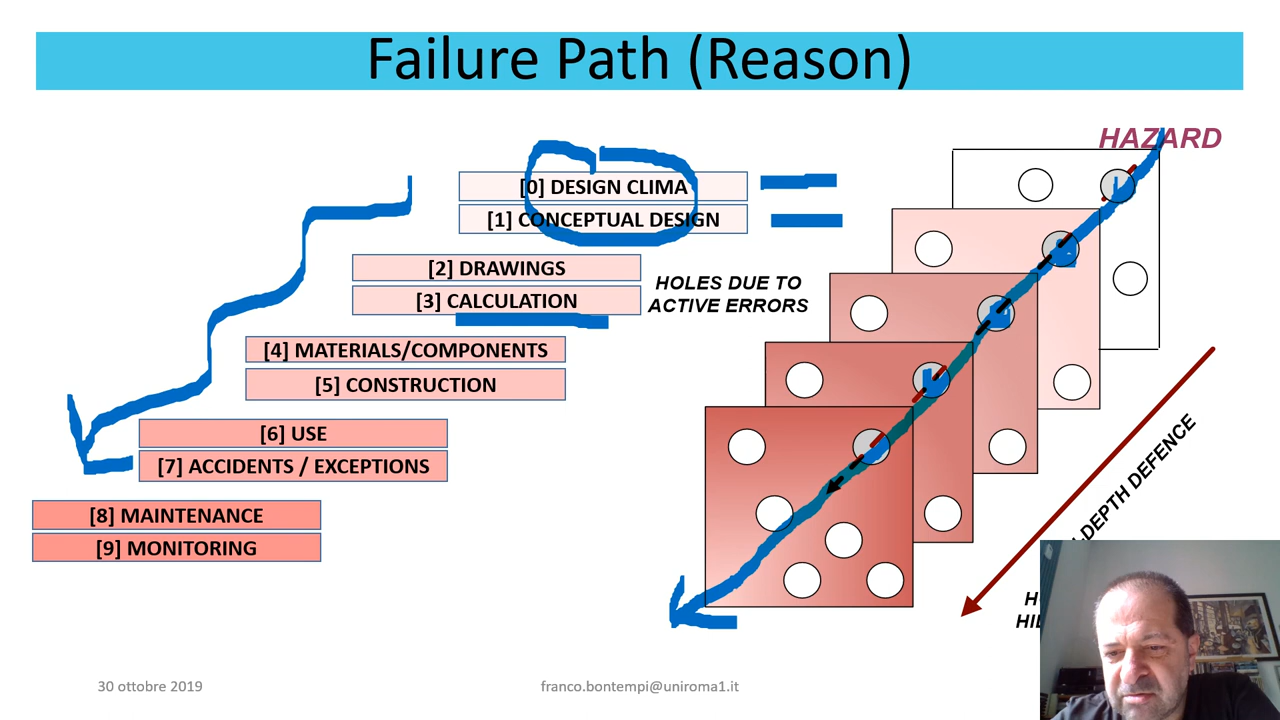 Failure Path (Reason)
HAZARD
[0] DESIGN CLIMA
[1] CONCEPTUAL DESIGN
[2] DRAWINGS
[3] CALCULATION
HOLES DUE TO
ACTIVE ERRORS
[4] MATERIALS/COMPONENTS
[5] CONSTRUCTION
[6] USE
[7] ACCIDENTS / EXCEPTIONS
[8] MAINTENANCE
[9] MONITORING
DEPTH DEFENCE
30 ottobre 2019
franco.bontempi@uniroma1.it